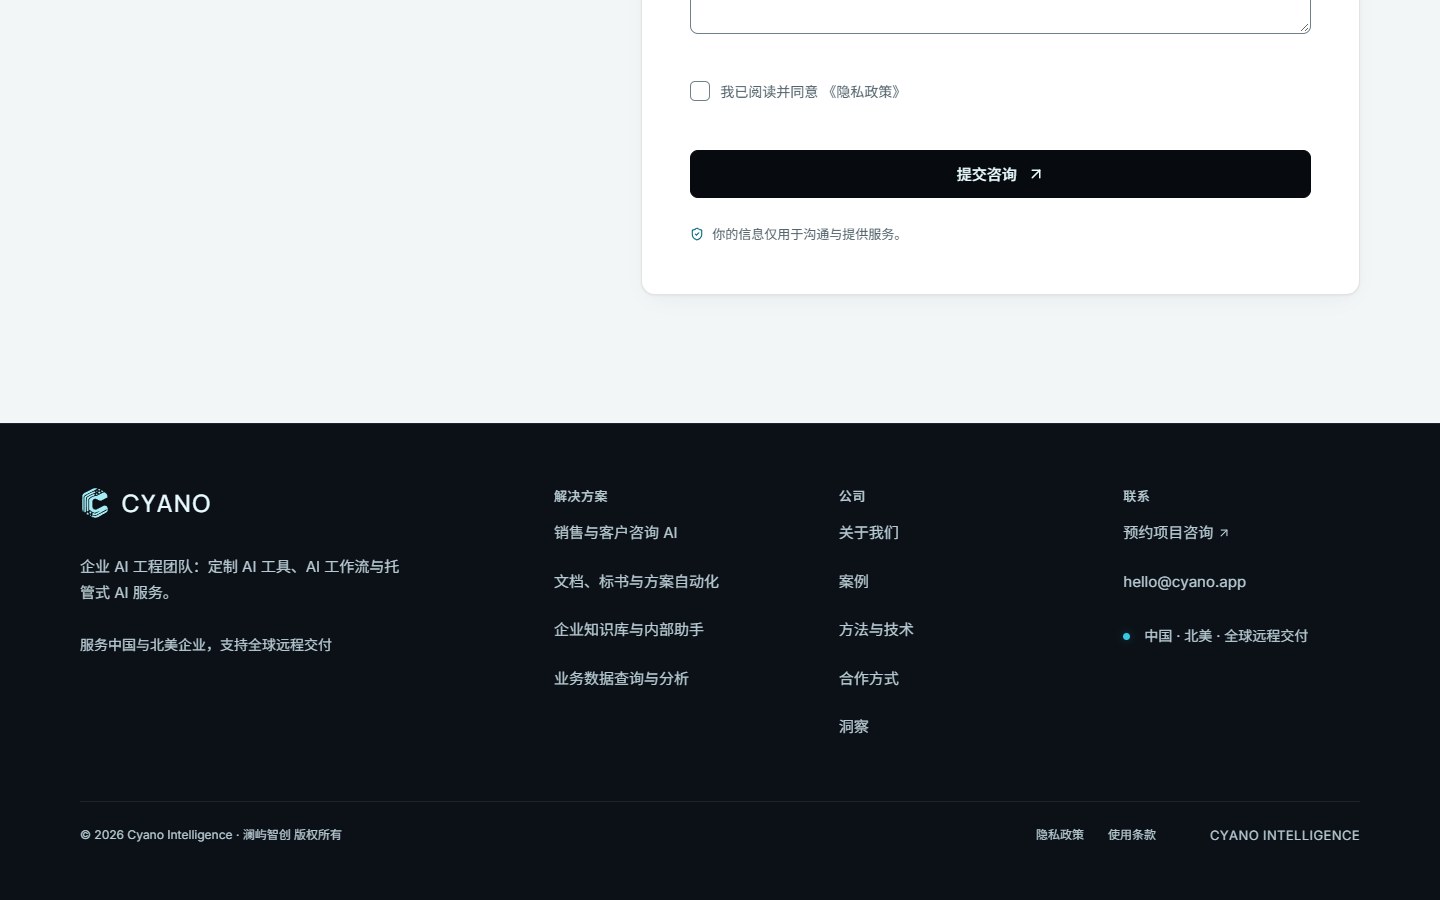 我已阅读并同意 《隐私政策》
提交咨询
你的信息仅用于沟通与提供服务。
CYANO
企业 AI 工程团队：定制 AI 工具、AI 工作流与托
管式 AI 服务。
服务中国与北美企业，支持全球远程交付
解决方案
销售与客户咨询 AI
文档、标书与方案自动化
企业知识库与内部助手
业务数据查询与分析
公司
关于我们
案例
方法与技术
合作方式
洞察
联系
预约项目咨询
hello@cyano.app
中国 · 北美 · 全球远程交付
© 2026 Cyano Intelligence · 澜屿智创 版权所有
隐私政策
使用条款
CYANO INTELLIGENCE